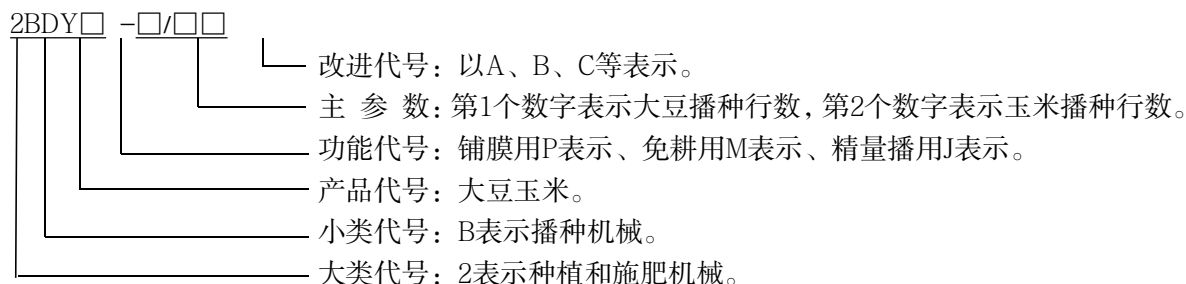 2BDY□ -□/□□
改进代号：以A、B、C等表示。
主 参 数：第1个数字表示大豆播种行数，第2个数字表示玉米播种行数。
功能代号：铺膜用P表示、免耕用M表示、精量播用J表示。
产品代号：大豆玉米。
小类代号：B表示播种机械。
大类代号：2表示种植和施肥机械。